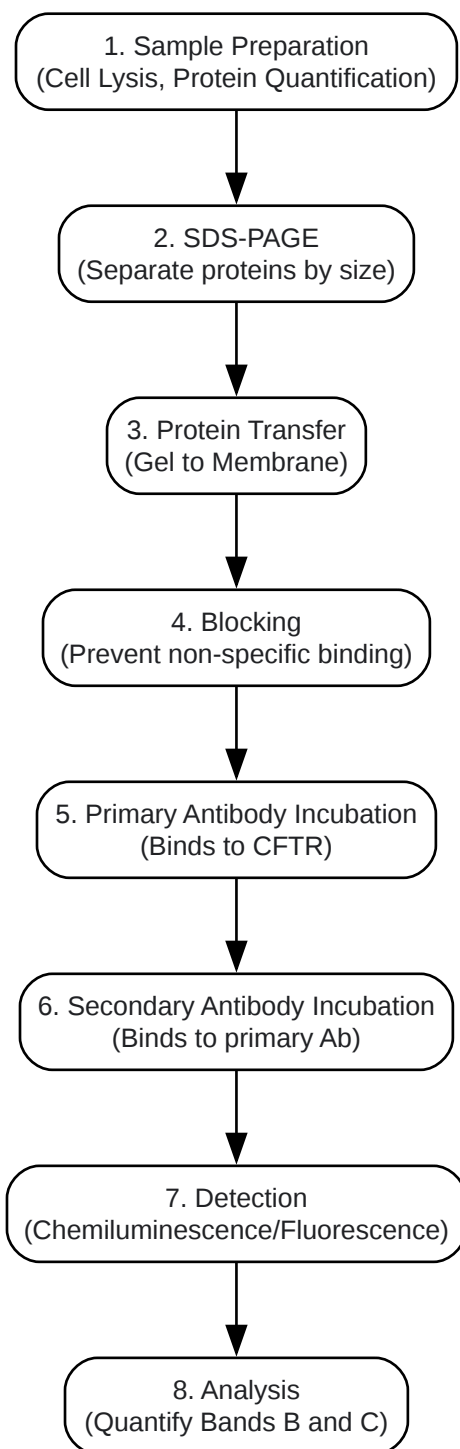 1. Sample Preparation
(Cell Lysis, Protein Quantification)
2. SDS-PAGE
(Separate proteins by size)
3. Protein Transfer
(Gel to Membrane)
4. Blocking
(Prevent non-specific binding)
5. Primary Antibody Incubation
(Binds to CFTR)
6. Secondary Antibody Incubation
(Binds to primary Ab)
7. Detection
(Chemiluminescence/Fluorescence)
8. Analysis
(Quantify Bands B and C)